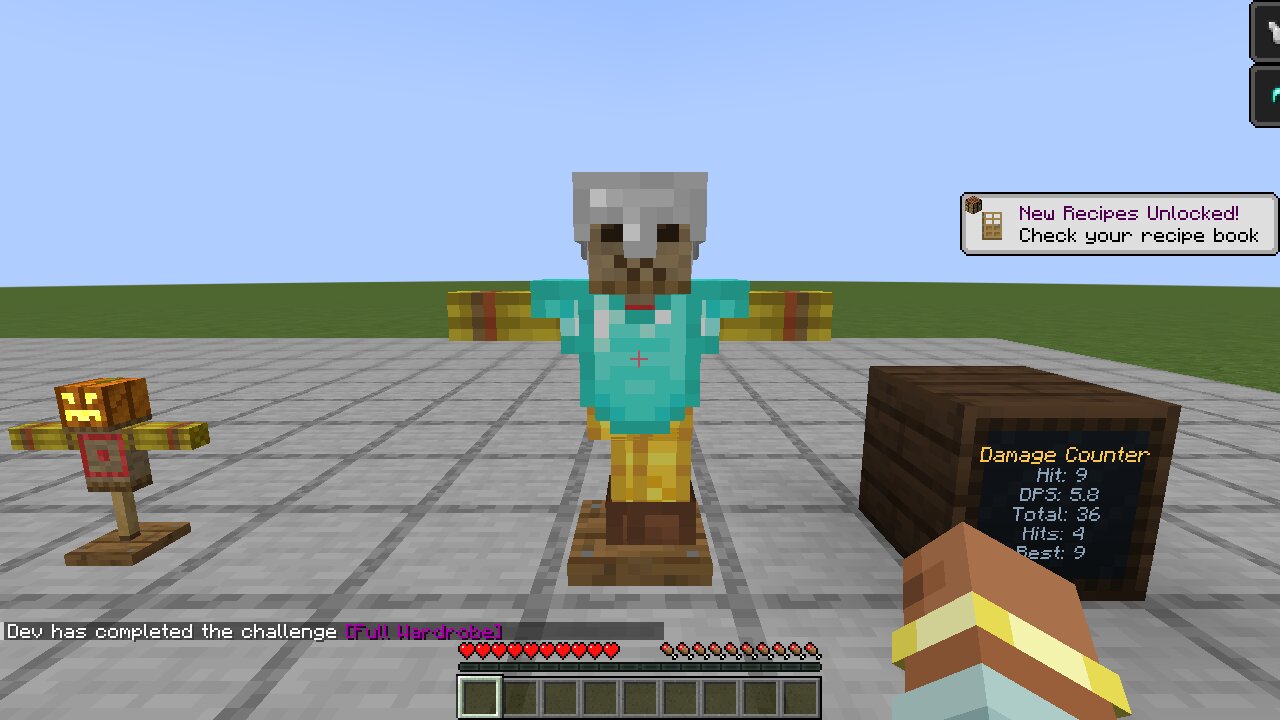 New Recipes Unlocked!
Check your recipe book
Damage Counter
Hit: 9
DPS: 5.8
Total: 36
Hits: 4
Best: 9
Dev has completed the challenge [Full Wardrobe]